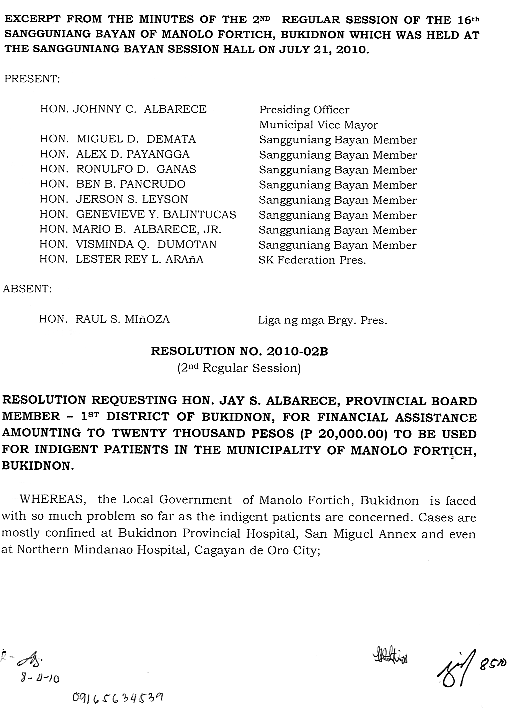 EXCERPT FROM THE MINUTES OF THE 2ND REGULAR SESSION OF THE 16th
SANGGUNIANG BAYAN OF MANOLO FORTICH, BUKIDNON WHICH WAS HELD AT
THE SANGGUNIANG BAYAN SESSION HALL ON JULY 21, 2010.
PRESENT:
HON. JOHNNY C. ALBARECE Presiding Officer
Municipal Vice Mayor
HON. MIGUEL D. DEMATA Sangguniang Bayan Member
HON. ALEX D. PAYANGGA Sangguniang Bayan Member
HON. RONULFO D. GANAS Sangguniang Bayan Member
HON. BEN B. PANCRUDO Sangguniang Bayan Member
HON. JERSON S. LEYSON Sangguniang Bayan Member
HON. GENEVIEVE Y. BALINTUCAS Sangguniang Bayan Member
HON. MARIO B. ALBARECE, JR. Sangguniang Bayan Member
HON. VISMINDA Q. DUMOTAN Sangguniang Bayan Member
HON. LESTER REY L. ARAñA SK Federation Pres.
ABSENT:
HON. RAUL S. MIñOZA Liga ng mga Brgy. Pres.
RESOLUTION NO. 2010-02B
(2nd Regular Session)
RESOLUTION REQUESTING HON. JAY S. ALBARECE, PROVINCIAL BOARD
MEMBER – 1ST DISTRICT OF BUKIDNON, FOR FINANCIAL ASSISTANCE
AMOUNTING TO TWENTY THOUSAND PESOS (P 20,000.00) TO BE USED
FOR INDIGENT PATIENTS IN THE MUNICIPALITY OF MANOLO FORTICH,
BUKIDNON.
WHEREAS, the Local Government of Manolo Fortich, Bukidnon is faced
with so much problem so far as the indigent patients are concerned. Cases are
mostly confined at Bukidnon Provincial Hospital, San Miguel Annex and even
at Northern Mindanao Hospital, Cagayan de Oro City;
8510
09165634539